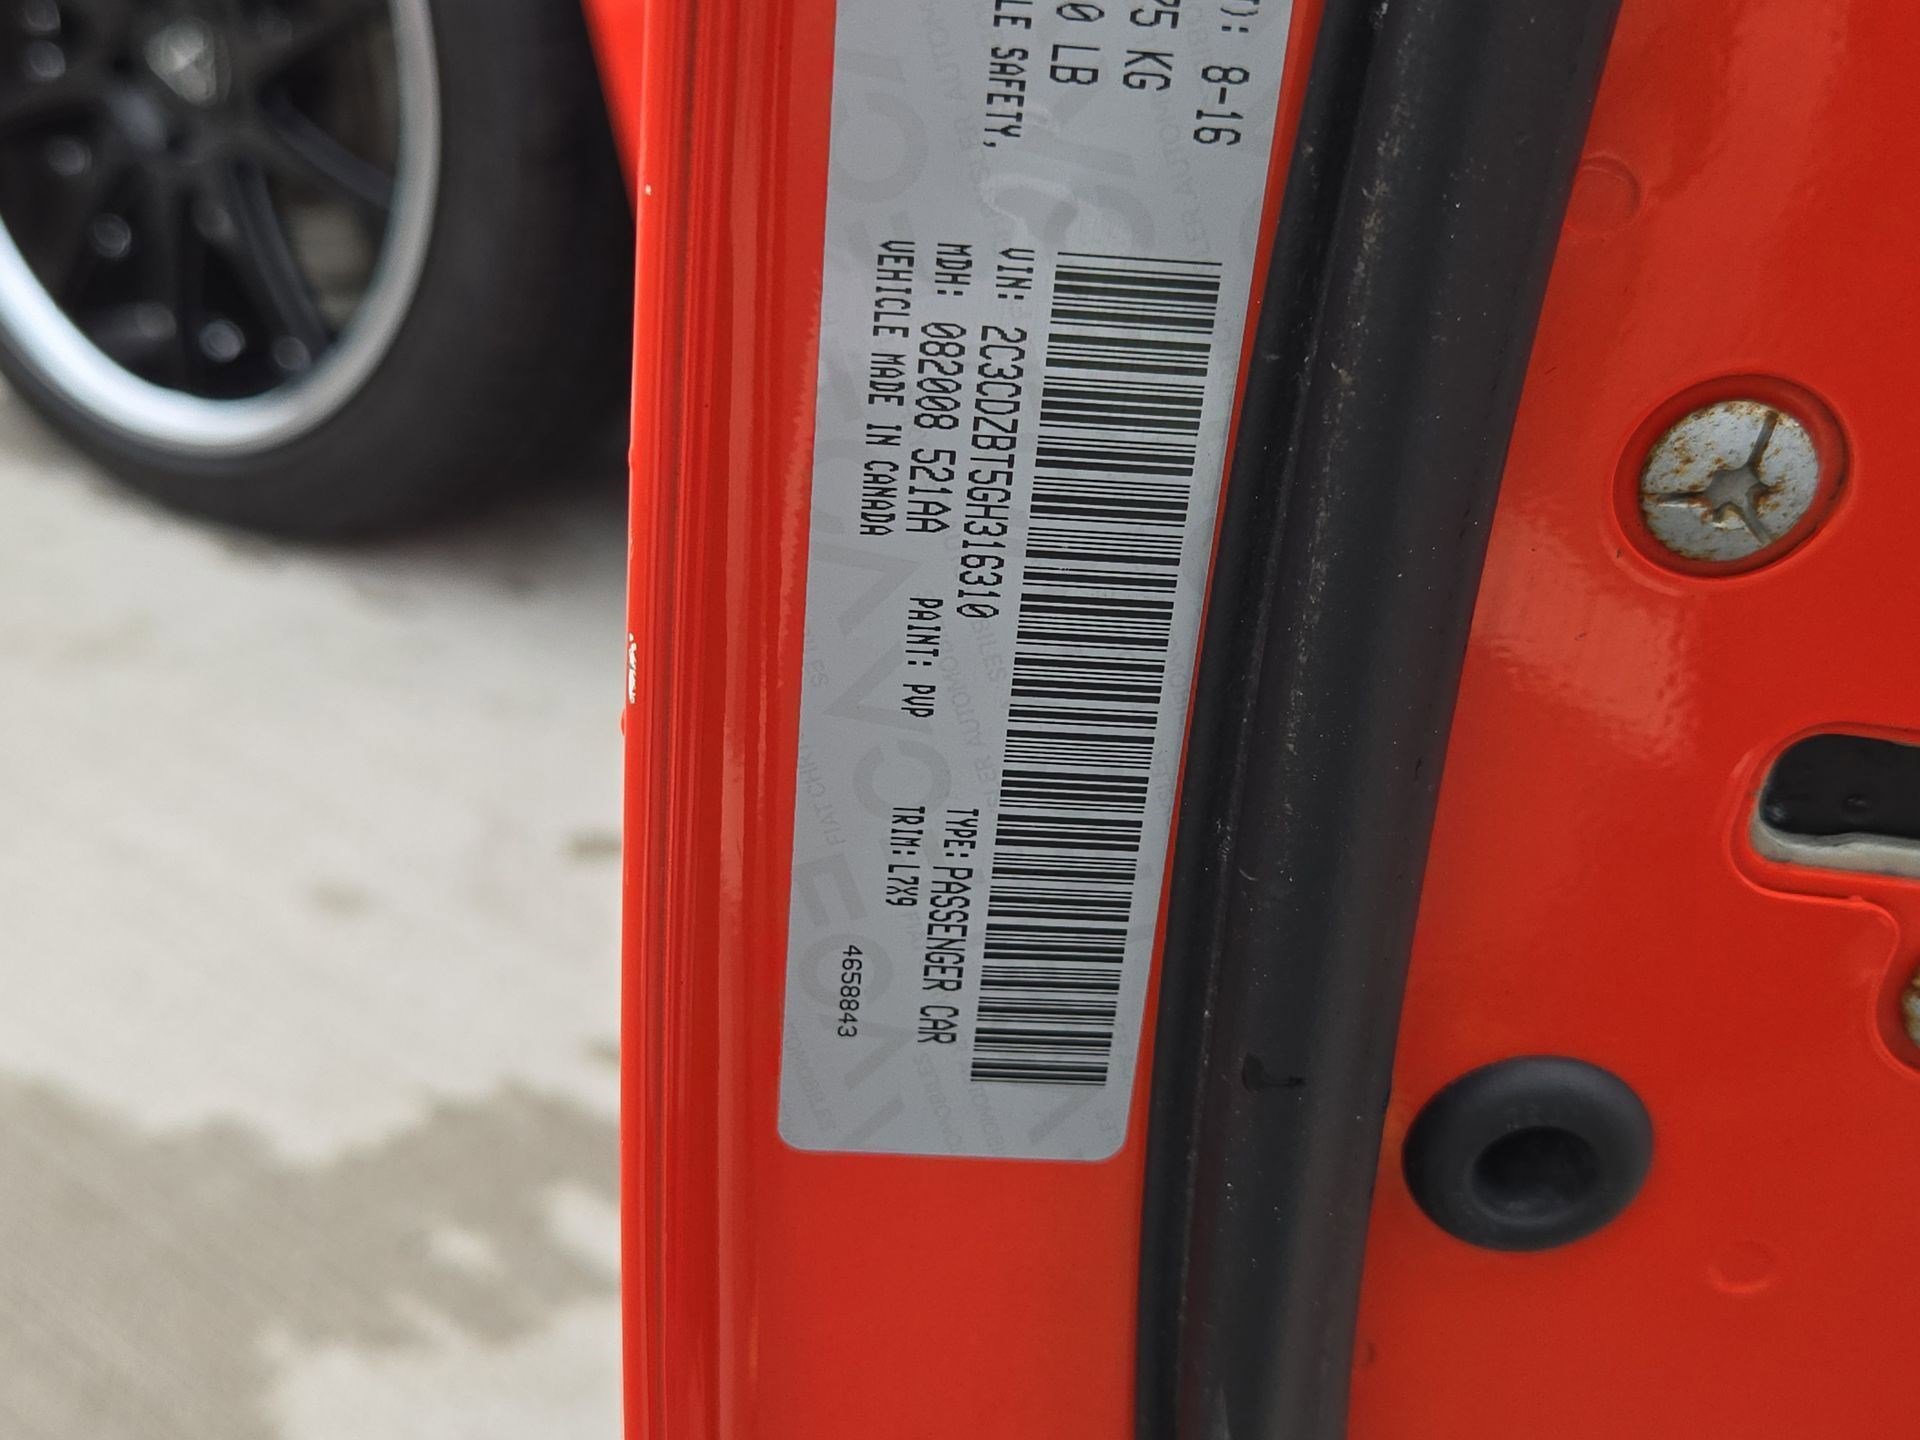 T): 8-16
75 KG
0 LB
LE SAFETY,
VIN: 2C3CDZBT5GH316310
TYPE: PASSENGER CAR
MDH: 082008 521AA
PAINT: PVP
TRIM: L7X9
VEHICLE MADE IN CANADA
4658843